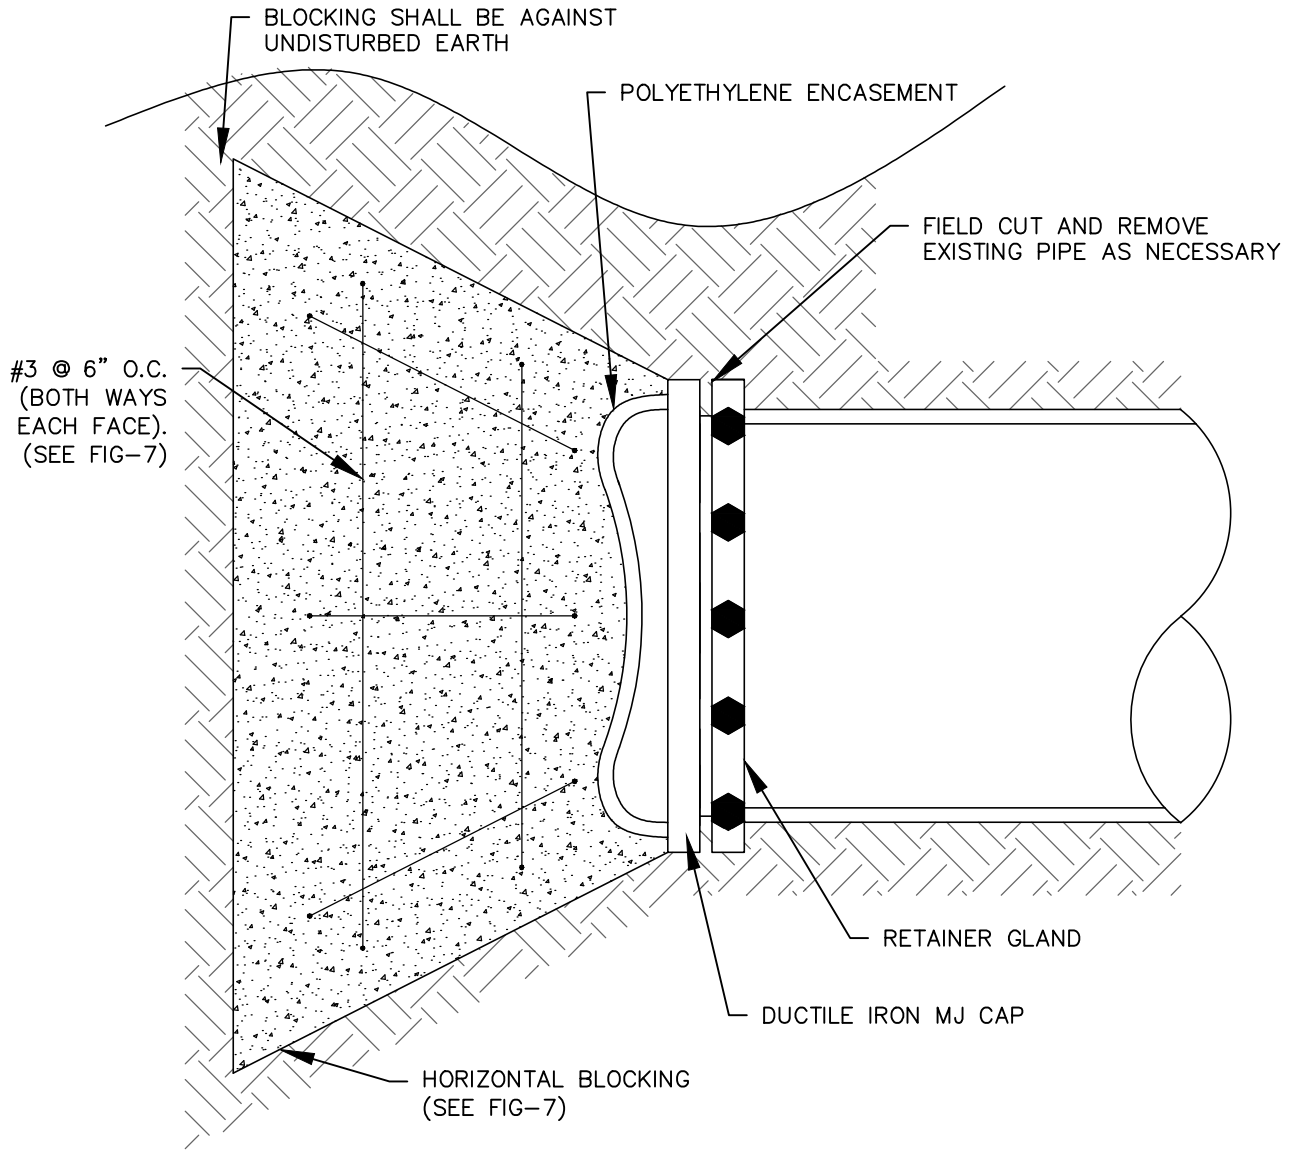 BLOCKING SHALL BE AGAINST
UNDISTURBED EARTH
POLYETHYLENE ENCASEMENT
FIELD CUT AND REMOVE
EXISTING PIPE AS NECESSARY
#3 @ 6” O.C.
(BOTH WAYS
EACH FACE).
(SEE FIG–7)
RETAINER GLAND
DUCTILE IRON MJ CAP
HORIZONTAL BLOCKING
(SEE FIG–7)